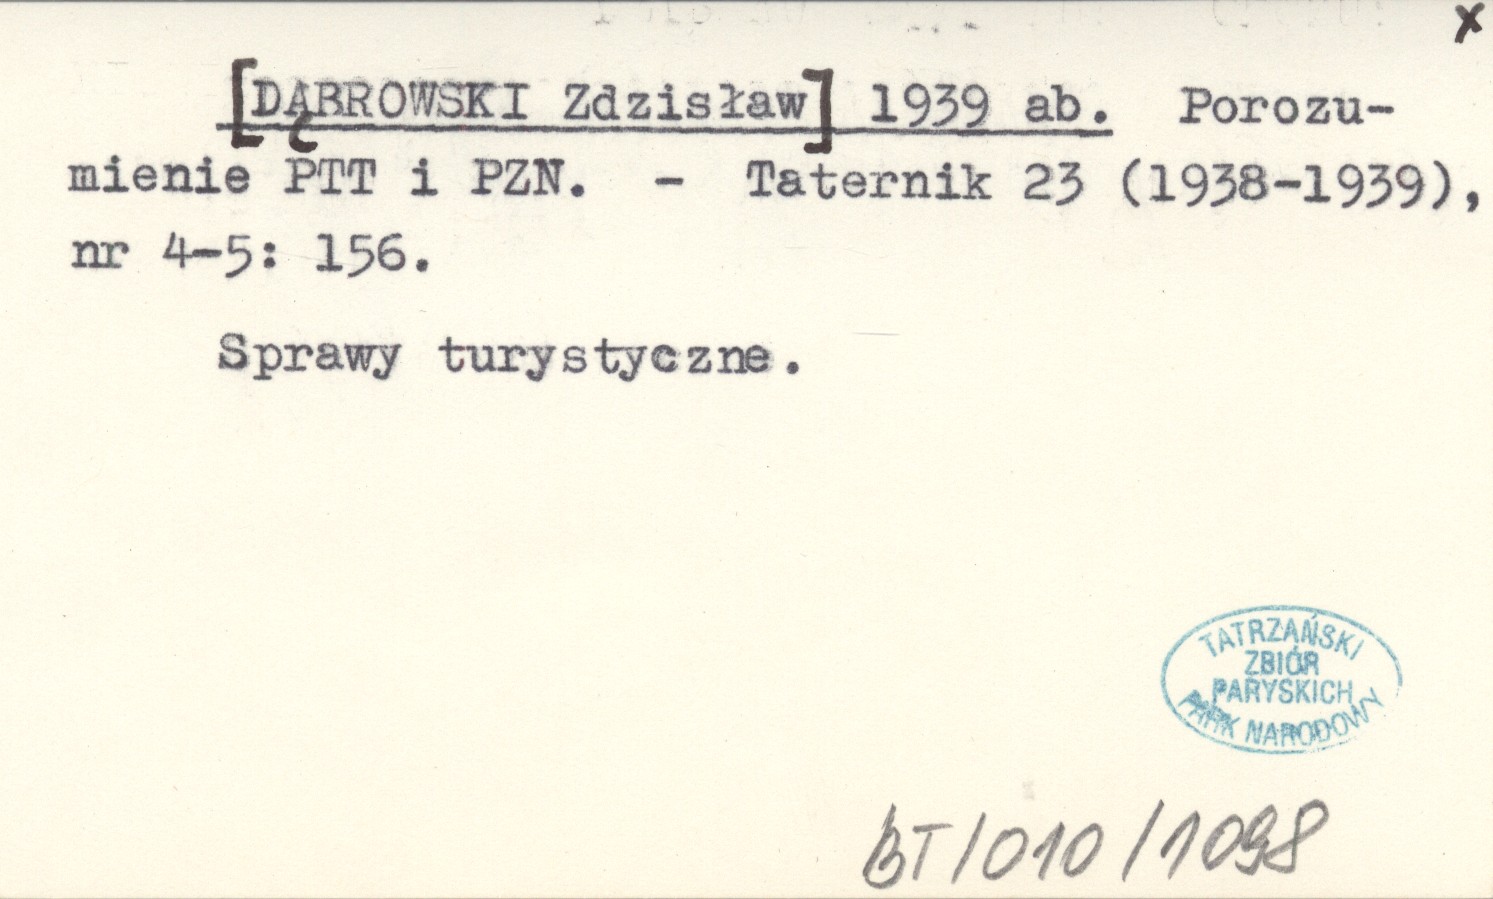 x
[DĄBROWSKI Zdzisław] 1939 ab. Porozu-
mienie PTT i PZN. - Taternik 23 (1938-1939),
nr 4-5: 156.
Sprawy turystyczne.
TATRZAŃSKI
ZBIÓR
PARYSKICH
PARK NARODOWY
BT/010/1098